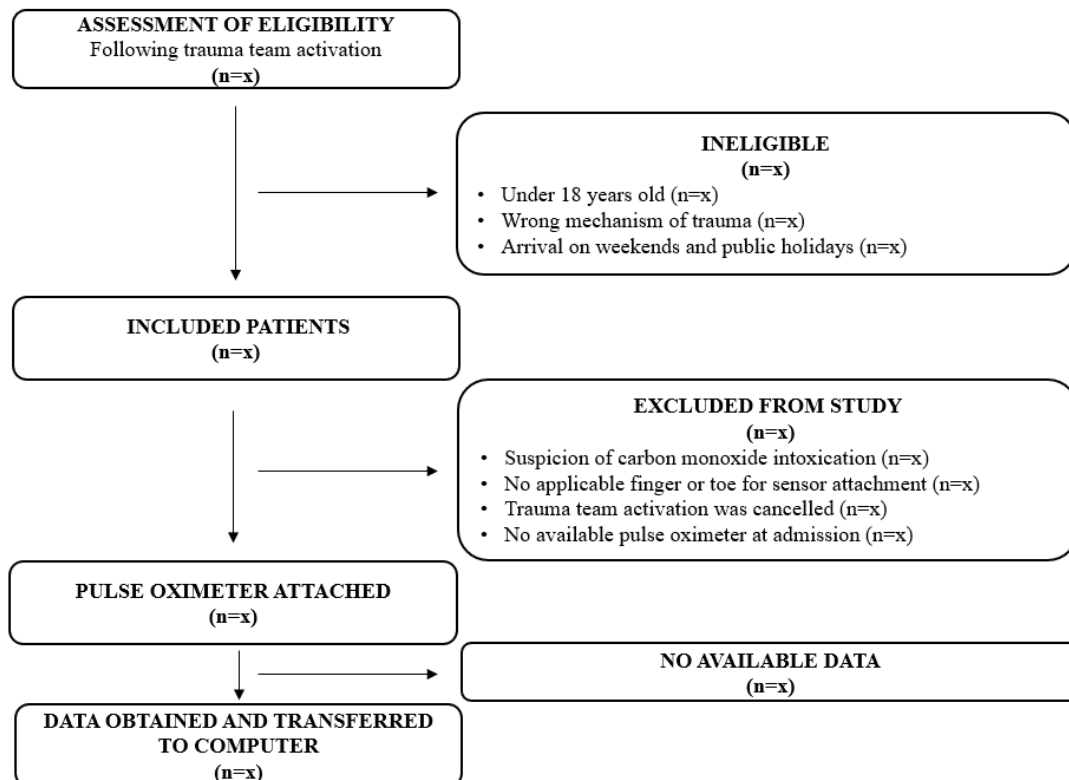 ASSESSMENT OF ELIGIBILITY
Following trauma team activation
(n=x)
INELIGIBLE
(n=x)
• Under 18 years old (n=x)
• Wrong mechanism of trauma (n=x)
• Arrival on weekends and public holidays (n=x)
INCLUDED PATIENTS
(n=x)
EXCLUDED FROM STUDY
(n=x)
• Suspicion of carbon monoxide intoxication (n=x)
• No applicable finger or toe for sensor attachment (n=x)
• Trauma team activation was cancelled (n=x)
• No available pulse oximeter at admission (n=x)
PULSE OXIMETER ATTACHED
(n=x)
NO AVAILABLE DATA
(n=x)
DATA OBTAINED AND TRANSFERRED
TO COMPUTER
(n=x)